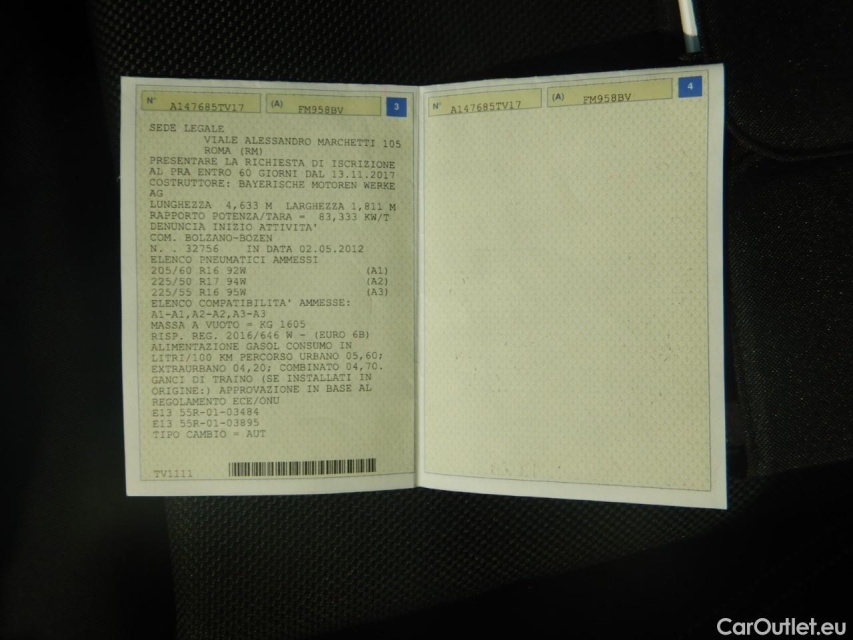 N° A147685TV17 (A) FM958BV 3
SEDE LEGALE
VIALE ALESSANDRO MARCHETTI 105
ROMA (RM)
PRESENTARE LA RICHIESTA DI ISCRIZIONE
AL PRA ENTRO 60 GIORNI DAL 13.11.2017
COSTRUTTORE: BAYERISCHE MOTOREN WERKE
AG
LUNGHEZZA 4,633 M LARGHEZZA 1,811 M
RAPPORTO POTENZA/TARA = 83,333 KW/T
DENUNCIA INIZIO ATTIVITA'
COM. BOLZANO-BOZEN
N. . 32756 IN DATA 02.05.2012
ELENCO PNEUMATICI AMMESSI
205/60 R16 92W (A1)
225/50 R17 94W (A2)
225/55 R16 95W (A3)
ELENCO COMPATIBILITA' AMMESSE:
A1-A1,A2-A2,A3-A3
MASSA A VUOTO = KG 1605
RISP. REG. 2016/646 W - (EURO 6B)
ALIMENTAZIONE GASOL CONSUMO IN
LITRI/100 KM PERCORSO URBANO 05,60;
EXTRAURBANO 04,20; COMBINATO 04,70.
GANCI DI TRAINO (SE INSTALLATI IN
ORIGINE:) APPROVAZIONE IN BASE AL
REGOLAMENTO ECE/ONU
E13 55R-01-03484
E13 55R-01-03895
TIPO CAMBIO = AUT
TV1111
N° A147685TV17 (A) FM958BV 4
CarOutlet.eu